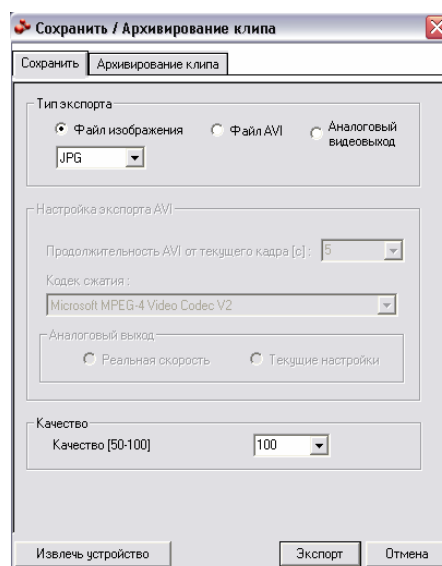 Сохранить / Архивирование клипа
Сохранить Архивирование клипа
Тип экспорта
Файл изображения Файл AVI Аналоговый видеовыход
JPG
Настройка экспорта AVI
Продолжительность AVI от текущего кадра [с] : 5
Кодек сжатия :
Microsoft MPEG-4 Video Codec V2
Аналоговый выход
Реальная скорость Текущие настройки
Качество
Качество [50-100] 100
Извлечь устройство Экспорт Отмена